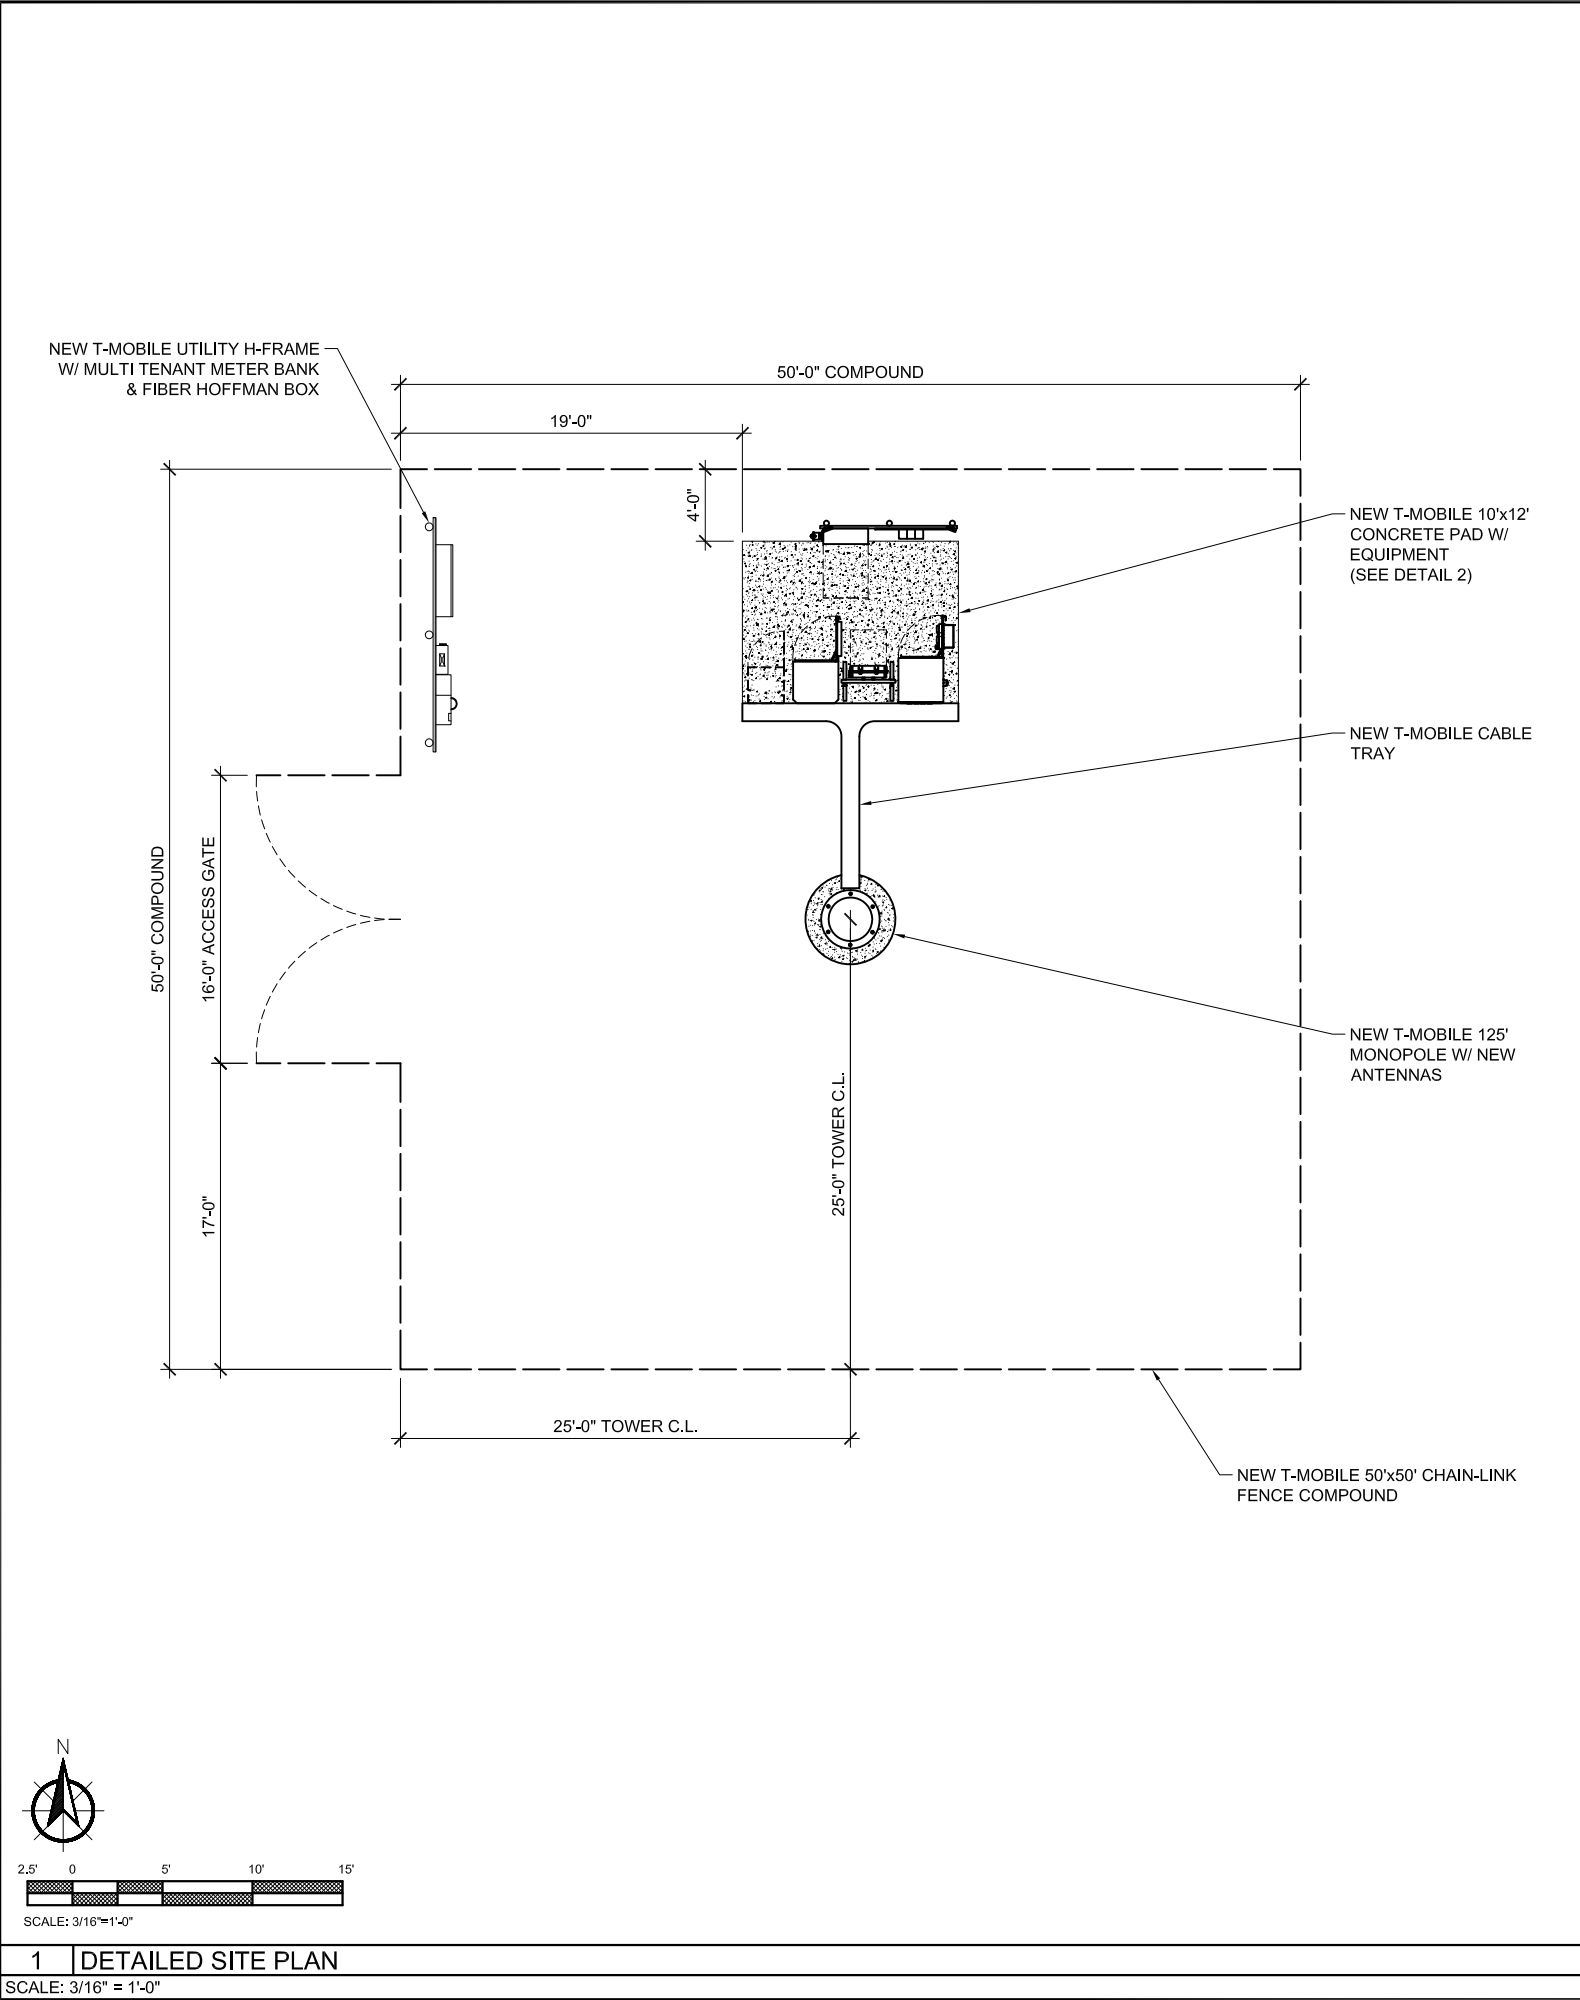 NEW T-MOBILE UTILITY H-FRAME
W/ MULTI TENANT METER BANK
& FIBER HOFFMAN BOX
50'-0" COMPOUND
19'-0"
4'-0"
NEW T-MOBILE 10'x12'
CONCRETE PAD W/
EQUIPMENT
(SEE DETAIL 2)
NEW T-MOBILE CABLE
TRAY
50'-0" COMPOUND
16'-0" ACCESS GATE
NEW T-MOBILE 125'
MONOPOLE W/ NEW
ANTENNAS
25'-0" TOWER C.L.
17'-0"
25'-0" TOWER C.L.
NEW T-MOBILE 50'x50' CHAIN-LINK
FENCE COMPOUND
N
2.5' 0 5' 10' 15'
SCALE: 3/16"=1'-0"
1 DETAILED SITE PLAN
SCALE: 3/16" = 1'-0"